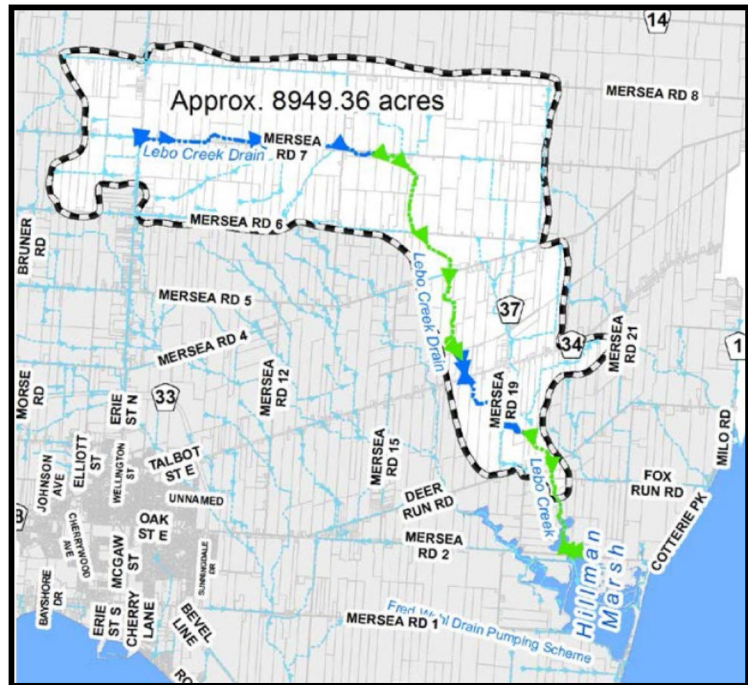 14
MERSEA RD 8
Approx. 8949.36 acres
MERSEA
RD 7
Lebo Creek Drain
MERSEA RD 6
BRUNER
RD
Lebo Creek Drain
MERSEA RD 5
37
MERSEA RD 4
34
MERSEA
RD 21
1
MORSE
RD
33
MERSEA
RD 12
MERSEA
RD 19
ERIE
ST N
MILO RD
ELLIOTT
ST
WELLINGTON
ST
TALBOT
ST E
MERSEA
RD 15
Lebo Creek
FOX
RUN RD
JOHNSON
AVE
UNNAMED
DEER
RUN RD
CHERRYWOOD
AVE
OAK
ST E
MERSEA
RD 2
COTTERIE PK
MCGAW
ST
SUNNINGDALE
DR
BAYSHORE
DR
ERIE
ST S
CHERRY
LANE
BEVEL
LINE
Hillman
Marsh
MERSEA RD 1
Fred Wahl Drain Pumping Scheme